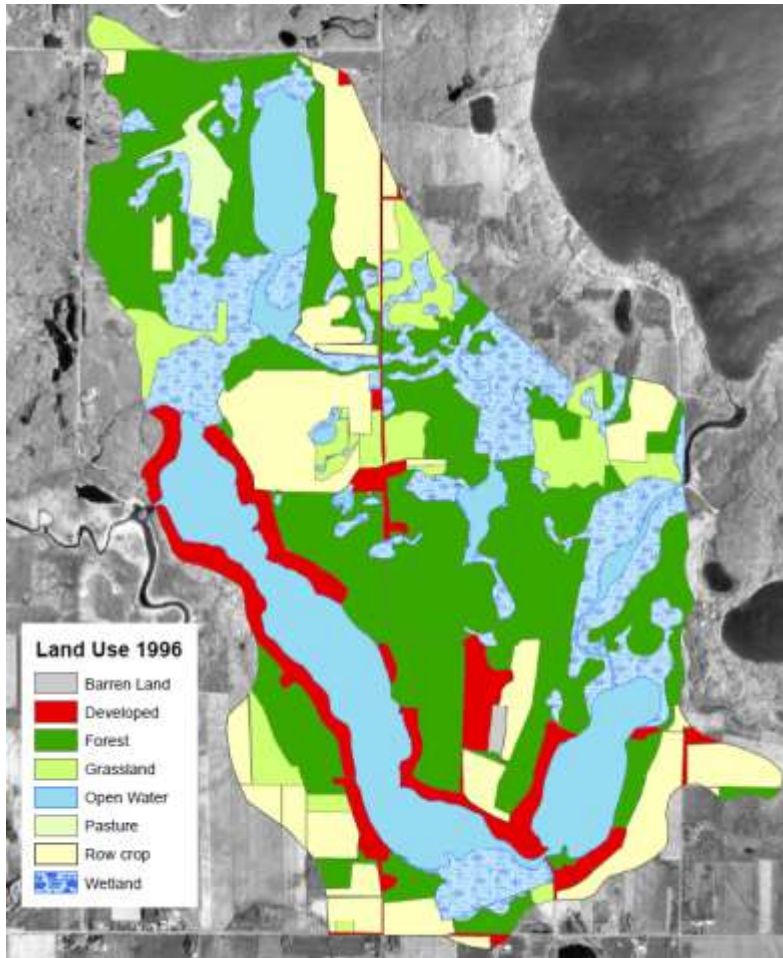 Land Use 1996
Barren Land
Developed
Forest
Grassland
Open Water
Pasture
Row crop
Wetland